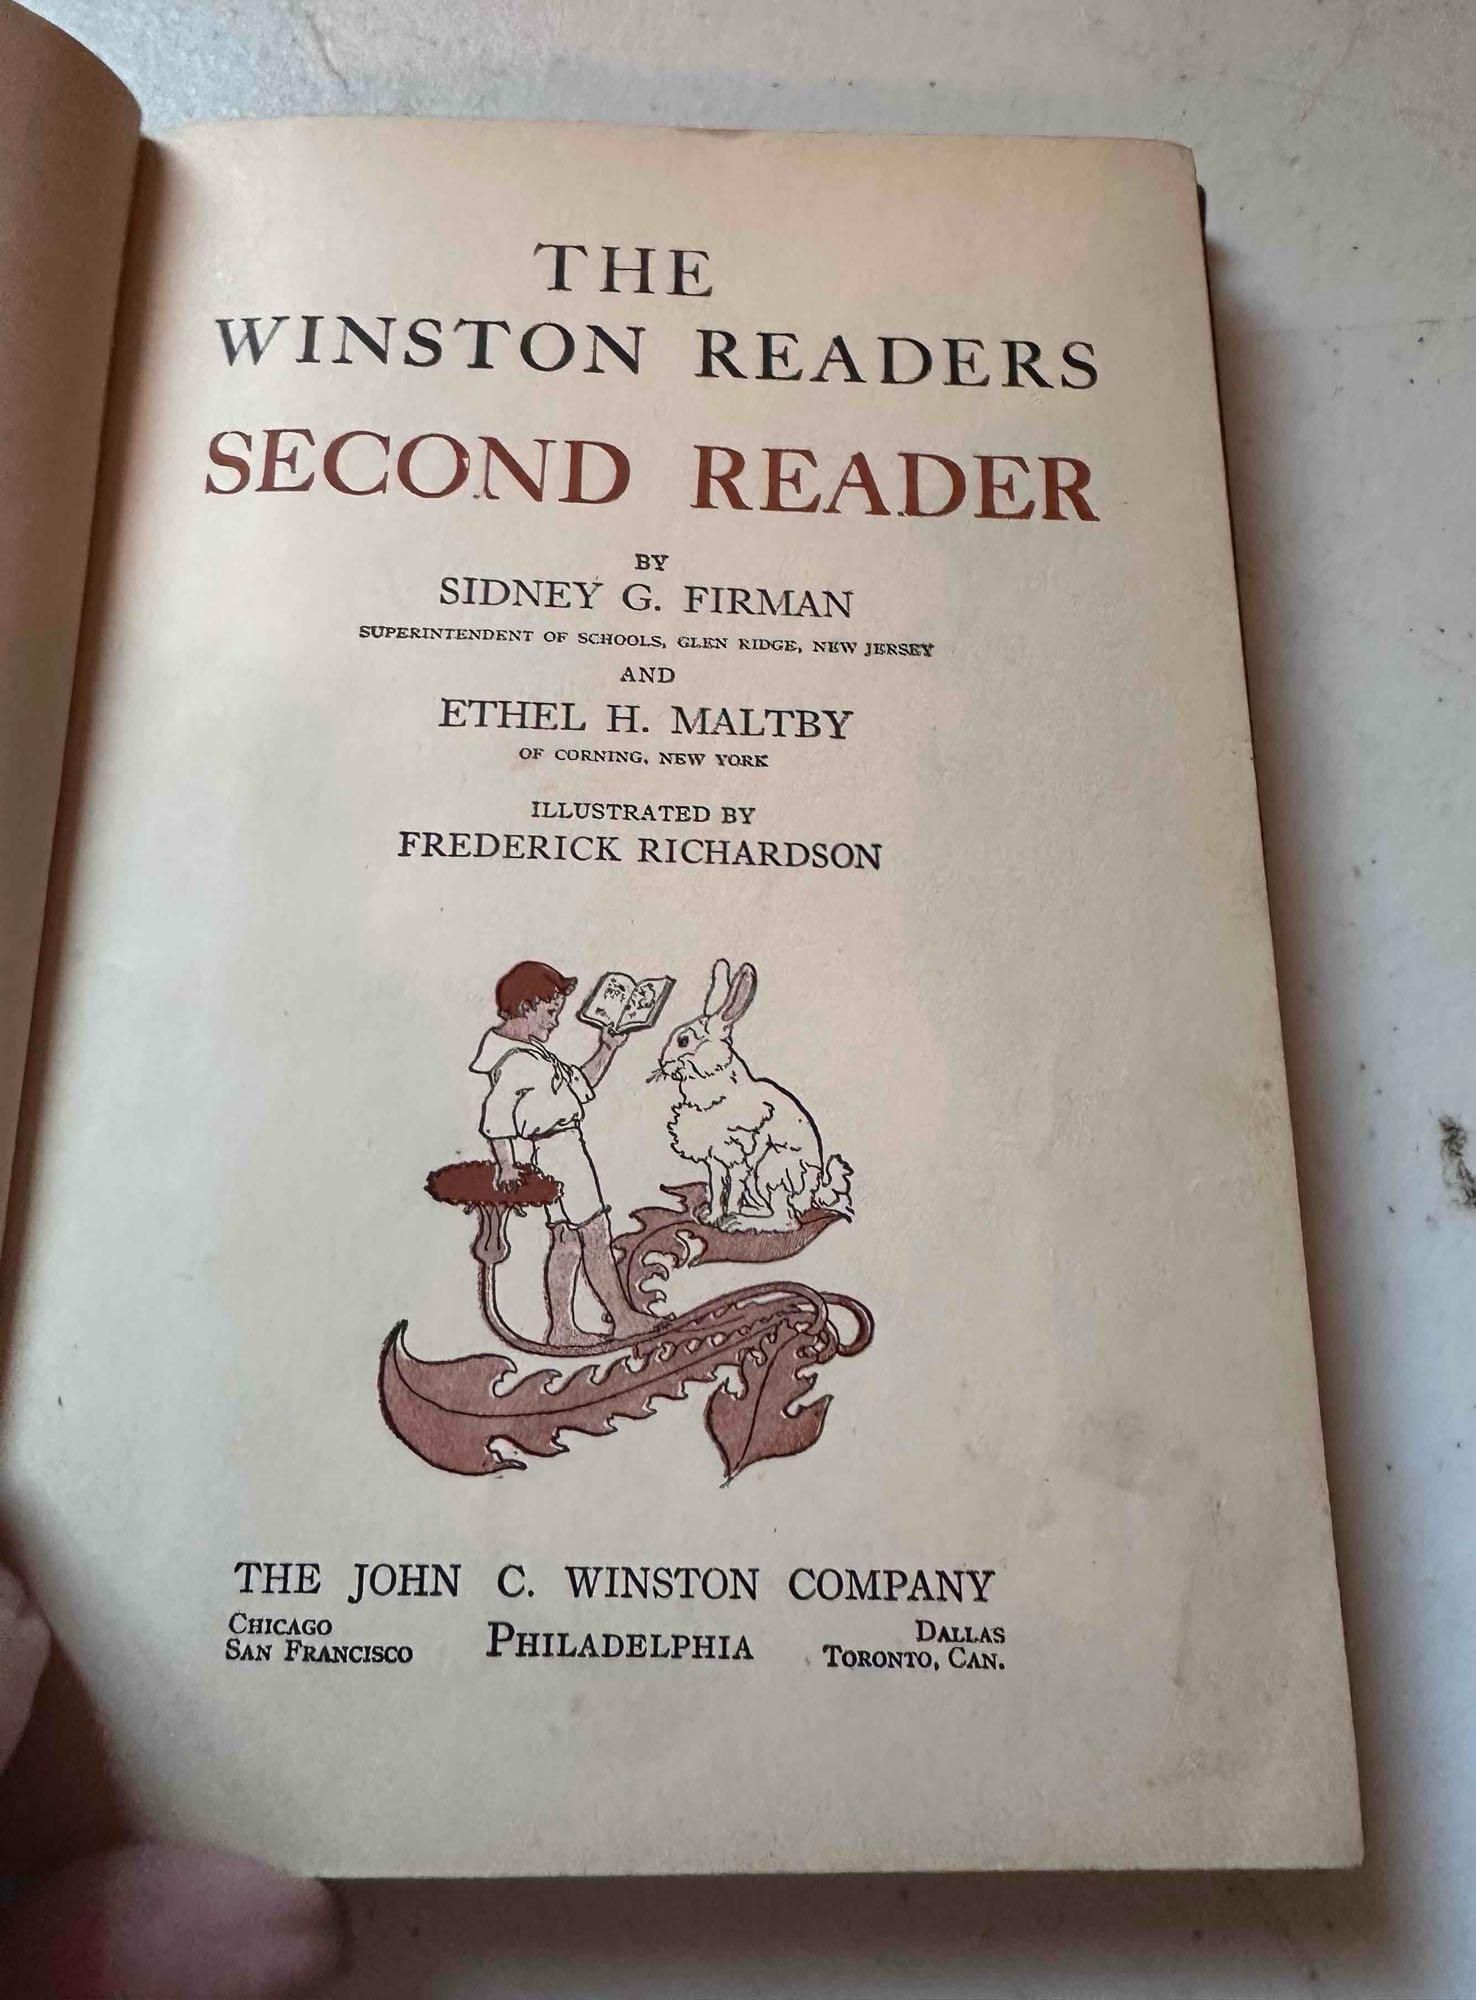 THE
WINSTON READERS
SECOND READER
BY
SIDNEY G. FIRMAN
SUPERINTENDENT OF SCHOOLS, GLEN RIDGE, NEW JERSEY
AND
ETHEL H. MALTBY
OF CORNING, NEW YORK
ILLUSTRATED BY
FREDERICK RICHARDSON
THE JOHN C. WINSTON COMPANY
CHICAGO
SAN FRANCISCO
PHILADELPHIA
DALLAS
TORONTO, CAN.